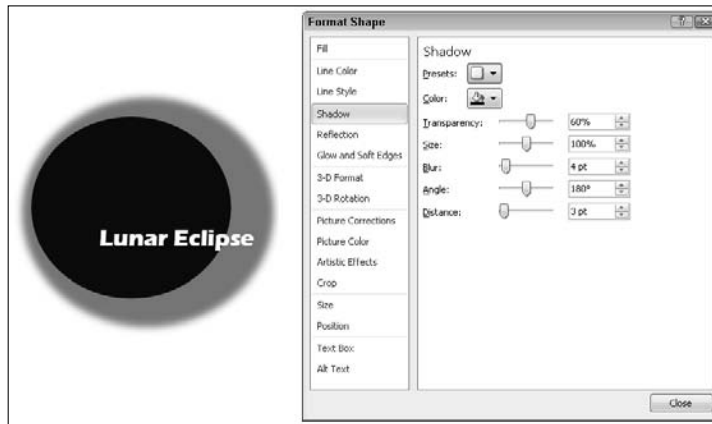 Lunar Eclipse
Format Shape
Fill
Line Color
Line Style
Shadow
Reflection
Glow and Soft Edges
3-D Format
3-D Rotation
Picture Corrections
Picture Color
Artistic Effects
Crop
Size
Position
Text Box
Alt Text
Shadow
Presets:
Color:
Transparency: 60%
Size: 100%
Blur: 4 pt
Angle: 180°
Distance: 3 pt
Close